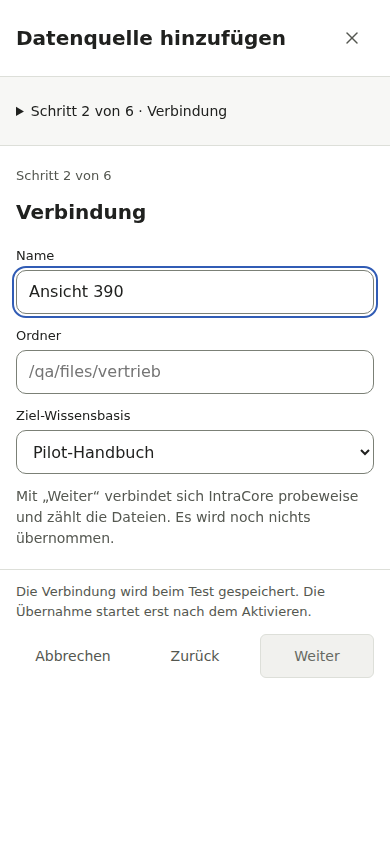 Datenquelle hinzufügen
Schritt 2 von 6 · Verbindung
Schritt 2 von 6
Verbindung
Name
Ansicht 390
Ordner
/qa/files/vertrieb
Ziel-Wissensbasis
Pilot-Handbuch
Mit „Weiter“ verbindet sich IntraCore probeweise
und zählt die Dateien. Es wird noch nichts
übernommen.
Die Verbindung wird beim Test gespeichert. Die
Übernahme startet erst nach dem Aktivieren.
Abbrechen Zurück Weiter